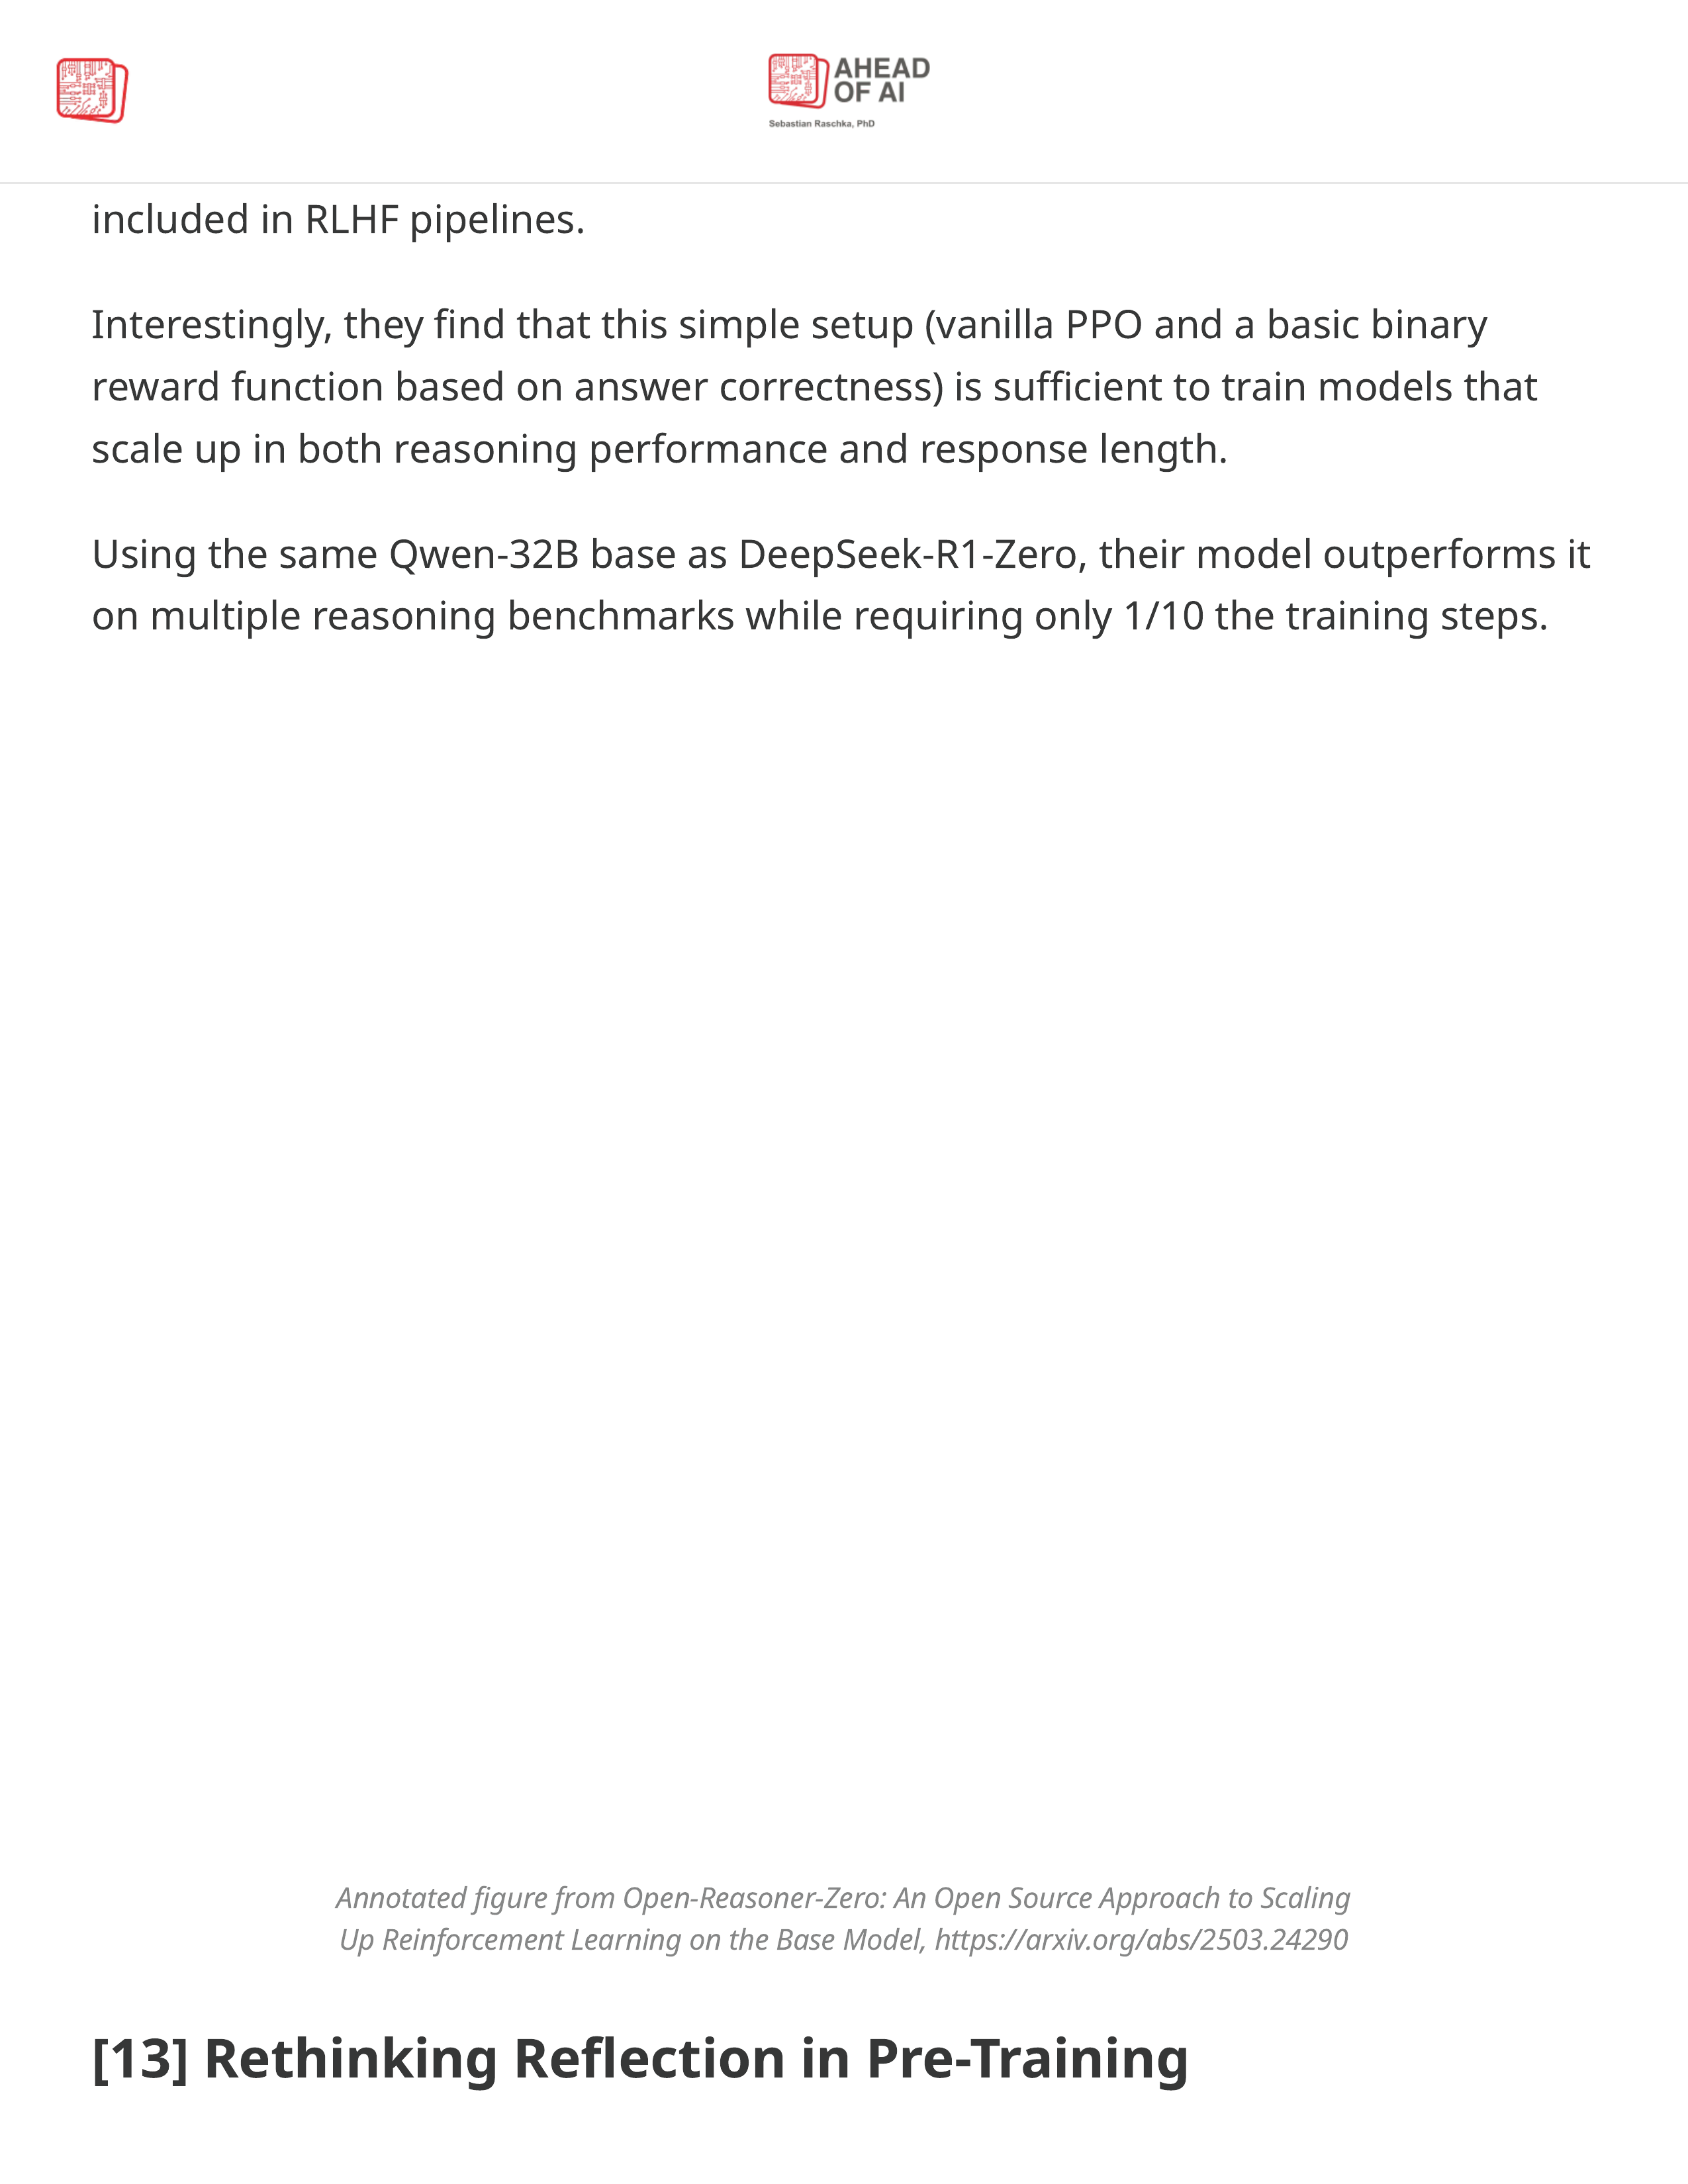 AHEAD
OF AI
Sebastian Raschka, PhD
included in RLHF pipelines.
Interestingly, they find that this simple setup (vanilla PPO and a basic binary
reward function based on answer correctness) is sufficient to train models that
scale up in both reasoning performance and response length.
Using the same Qwen-32B base as DeepSeek-R1-Zero, their model outperforms it
on multiple reasoning benchmarks while requiring only 1/10 the training steps.
Annotated figure from Open-Reasoner-Zero: An Open Source Approach to Scaling
Up Reinforcement Learning on the Base Model, https://arxiv.org/abs/2503.24290
[13] Rethinking Reflection in Pre-Training